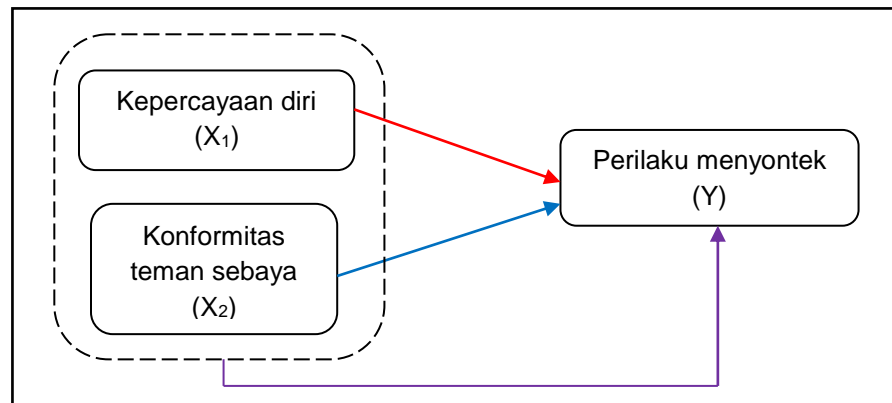 Kepercayaan diri
(X₁)
Konformitas
teman sebaya
(X₂)
Perilaku menyontek
(Y)